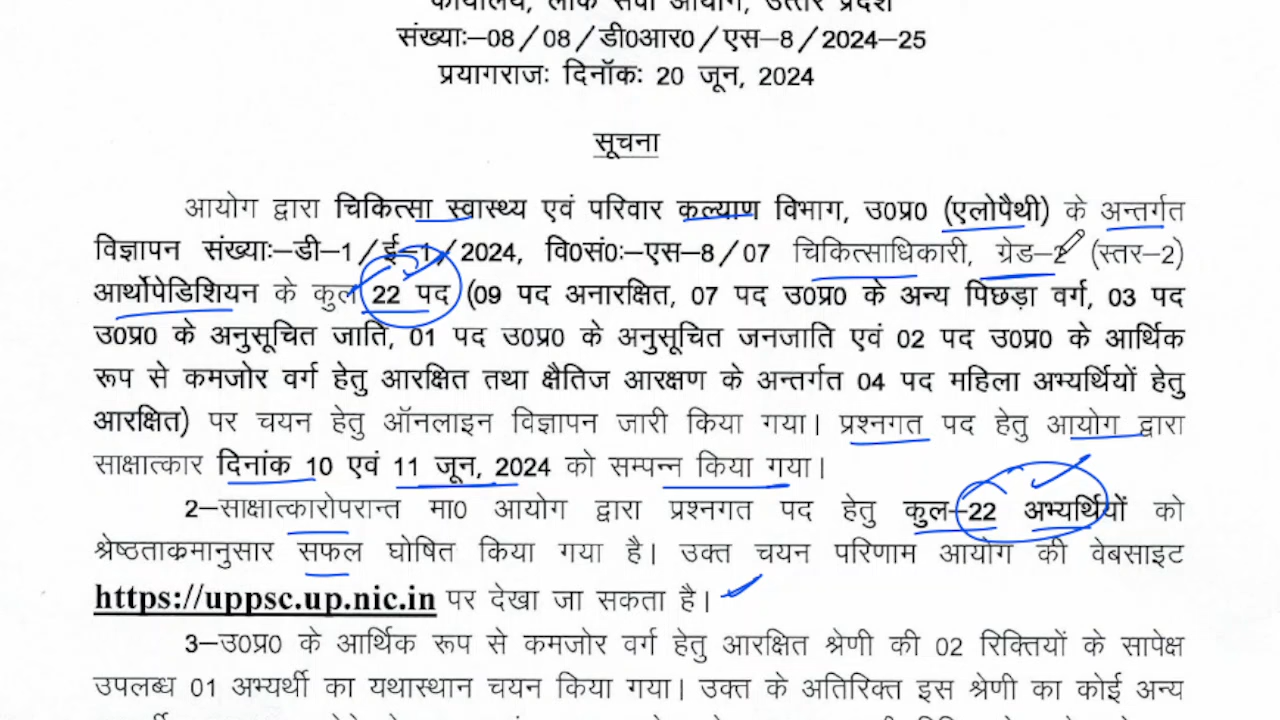 कार्यालय, लोक सेवा आयोग, उत्तर प्रदेश
संख्याः–08/08/डी0आर0/एस–8/2024–25
प्रयागराजः दिनॉकः 20 जून, 2024
सूचना
आयोग द्वारा चिकित्सा स्वास्थ्य एवं परिवार कल्याण विभाग, उ0प्र0 (एलोपैथी) के अन्तर्गत
विज्ञापन संख्याः–डी–1/ई–1/2024, वि0सं0ः–एस–8/07 चिकित्साधिकारी, ग्रेड–2 (स्तर–2)
आर्थोपेडिशियन के कुल 22 पद (09 पद अनारक्षित, 07 पद उ0प्र0 के अन्य पिछड़ा वर्ग, 03 पद
उ0प्र0 के अनुसूचित जाति, 01 पद उ0प्र0 के अनुसूचित जनजाति एवं 02 पद उ0प्र0 के आर्थिक
रूप से कमजोर वर्ग हेतु आरक्षित तथा क्षैतिज आरक्षण के अन्तर्गत 04 पद महिला अभ्यर्थियों हेतु
आरक्षित) पर चयन हेतु ऑनलाइन विज्ञापन जारी किया गया। प्रश्नगत पद हेतु आयोग द्वारा
साक्षात्कार दिनांक 10 एवं 11 जून, 2024 को सम्पन्न किया गया।
2–साक्षात्कारोपरान्त मा0 आयोग द्वारा प्रश्नगत पद हेतु कुल–22 अभ्यर्थियों को
श्रेष्ठताक्रमानुसार सफल घोषित किया गया है। उक्त चयन परिणाम आयोग की वेबसाइट
https://uppsc.up.nic.in पर देखा जा सकता है।
3–उ0प्र0 के आर्थिक रूप से कमजोर वर्ग हेतु आरक्षित श्रेणी की 02 रिक्तियों के सापेक्ष
उपलब्ध 01 अभ्यर्थी का यथास्थान चयन किया गया। उक्त के अतिरिक्त इस श्रेणी का कोई अन्य